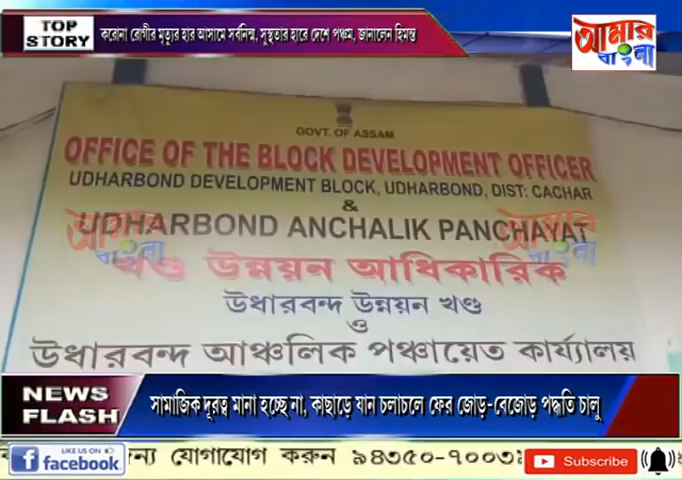 TOP STORY
করোনা রোগীর মৃত্যুর হার আসামে সর্বনিম্ন, সুস্থতার হারে দেশে পঞ্চম, জানালেন হিমন্ত
আমার বাংলা
GOVT. OF ASSAM
OFFICE OF THE BLOCK DEVELOPMENT OFFICER
UDHARBOND DEVELOPMENT BLOCK, UDHARBOND, DIST: CACHAR
&
UDHARBOND ANCHALIK PANCHAYAT
আমার বাংলা
আমার বাংলা
খণ্ড উন্নয়ন আধিকারিক
উধারবন্দ উন্নয়ন খণ্ড
ও
উধারবন্দ আঞ্চলিক পঞ্চায়েত কার্য্যালয়
NEWS FLASH
সামাজিক দূরত্ব মানা হচ্ছে না, কাছাড়ে যান চলাচলে ফের জোড়-বেজোড় পদ্ধতি চালু
LIKE US ON
facebook
জন্য যোগাযোগ করুন ৯৪৩৫০-৭০০৩
Subscribe